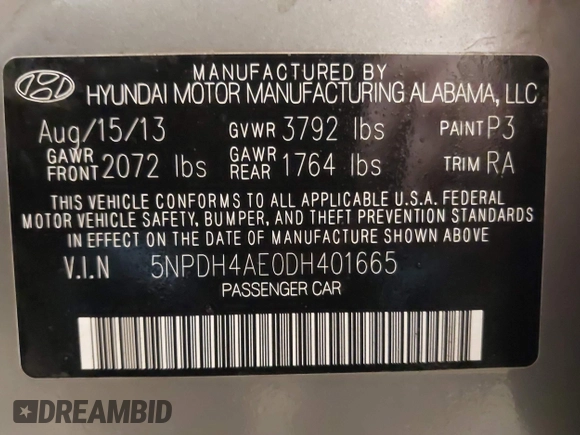 MANUFACTURED BY
HYUNDAI MOTOR MANUFACTURING ALABAMA, LLC
Aug/15/13 GVWR 3792 lbs PAINT P3
GAWR FRONT 2072 lbs GAWR REAR 1764 lbs TRIM RA
THIS VEHICLE CONFORMS TO ALL APPLICABLE U.S.A. FEDERAL
MOTOR VEHICLE SAFETY, BUMPER, AND THEFT PREVENTION STANDARDS
IN EFFECT ON THE DATE OF MANUFACTURE SHOWN ABOVE
V.I.N 5NPDH4AE0DH401665
PASSENGER CAR
DREAMBID